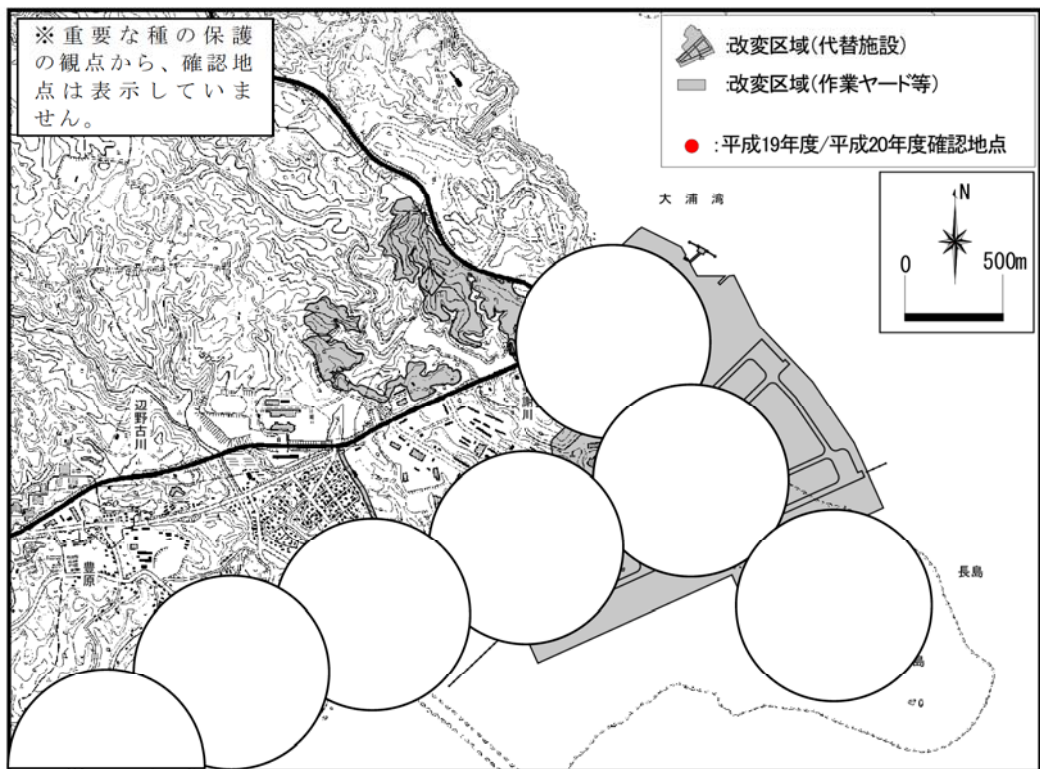 ※重要な種の保護
の観点から、確認地
点は表示していま
せん。
:改変区域(代替施設)
:改変区域(作業ヤード等)
:平成19年度/平成20年度確認地点
大浦湾
N
0 500m
辺野古川
謝川
豊原
長島
島